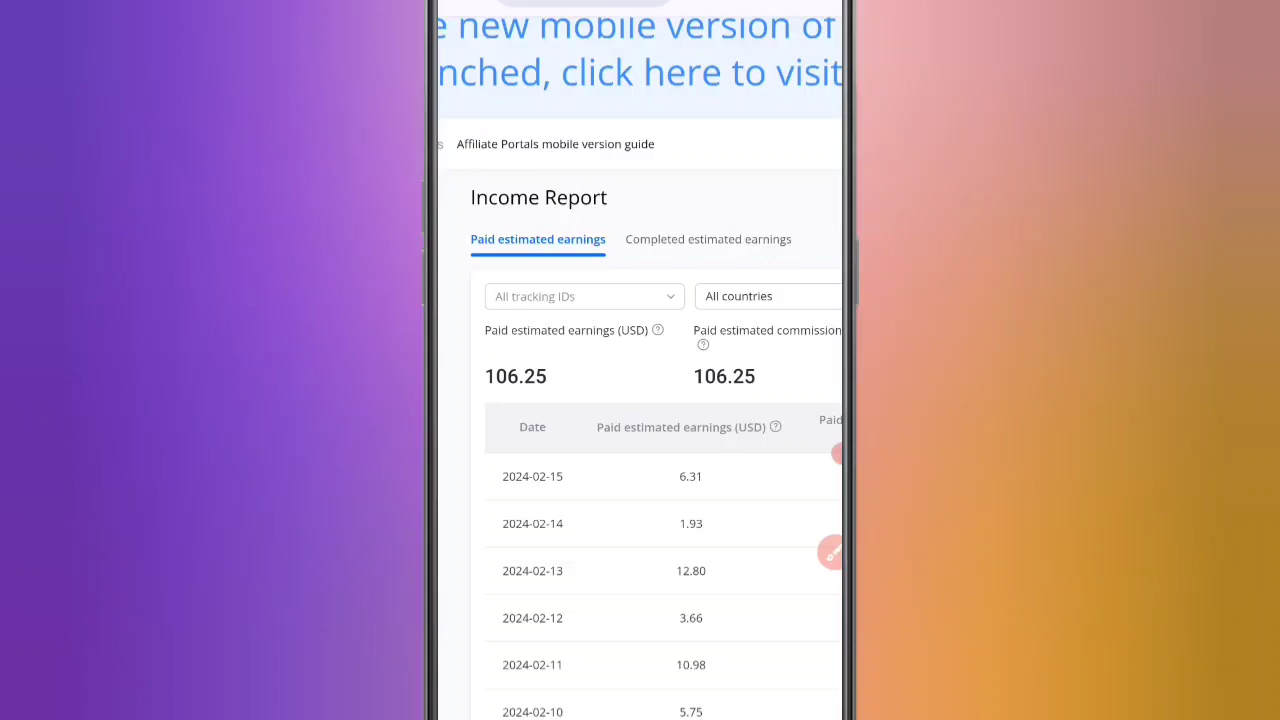 new mobile version of
nched, click here to visit
s Affiliate Portals mobile version guide
Income Report
Paid estimated earnings Completed estimated earnings
All tracking IDs All countries
Paid estimated earnings (USD) Paid estimated commission
106.25 106.25
Date Paid estimated earnings (USD) Paid
2024-02-15 6.31
2024-02-14 1.93
2024-02-13 12.80
2024-02-12 3.66
2024-02-11 10.98
2024-02-10 5.75